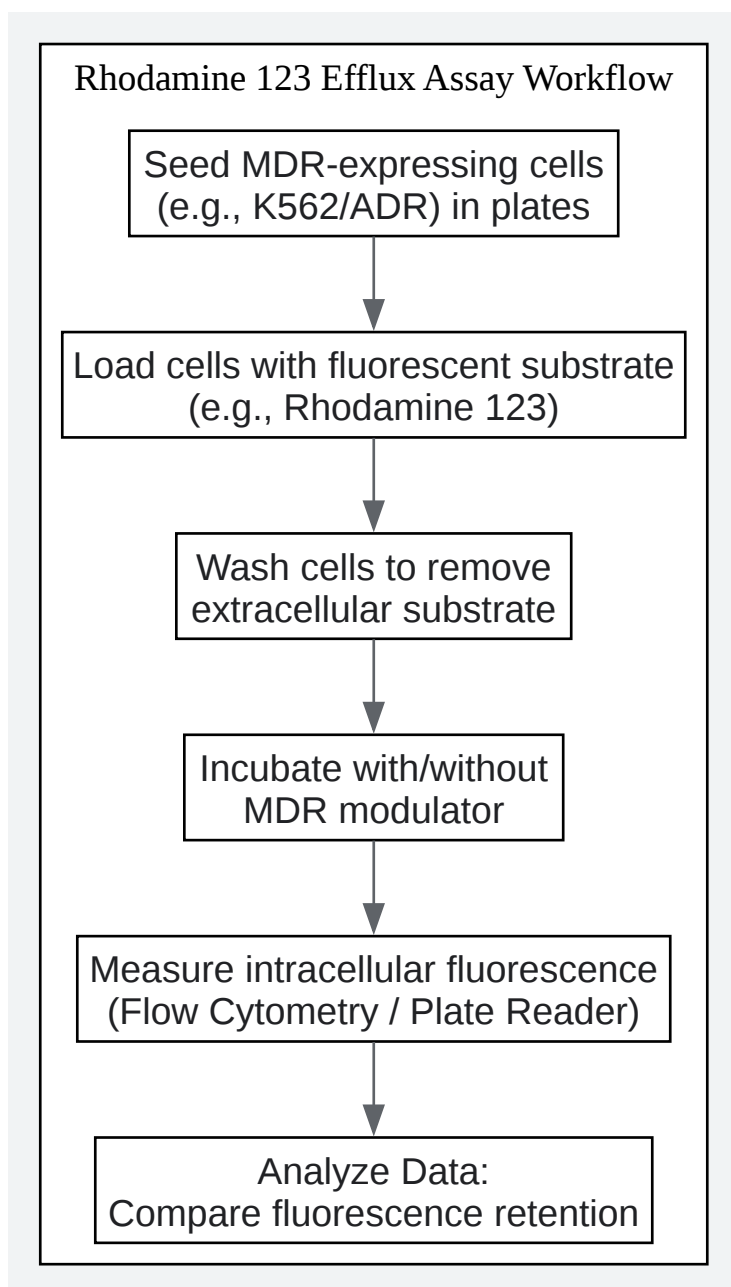 Rhodamine 123 Efflux Assay Workflow
Seed MDR-expressing cells
(e.g., K562/ADR) in plates
Load cells with fluorescent substrate
(e.g., Rhodamine 123)
Wash cells to remove
extracellular substrate
Incubate with/without
MDR modulator
Measure intracellular fluorescence
(Flow Cytometry / Plate Reader)
Analyze Data:
Compare fluorescence retention